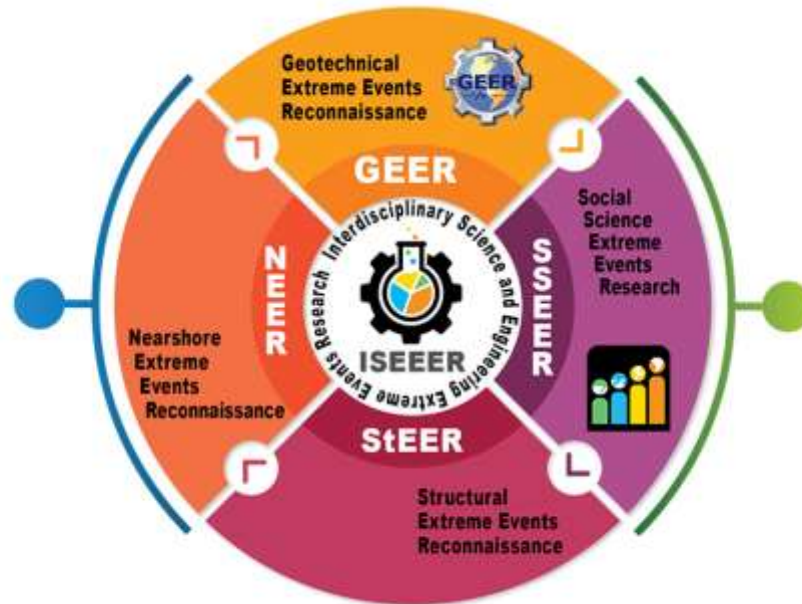 Geotechnical
Extreme Events
Reconnaissance
GEER
GEER
Social
Science
Extreme
Events
Research
SSEER
Interdisciplinary Science and Engineering Extreme Events Research
ISEEER
NEER
Nearshore
Extreme
Events
Reconnaissance
StEER
Structural
Extreme Events
Reconnaissance